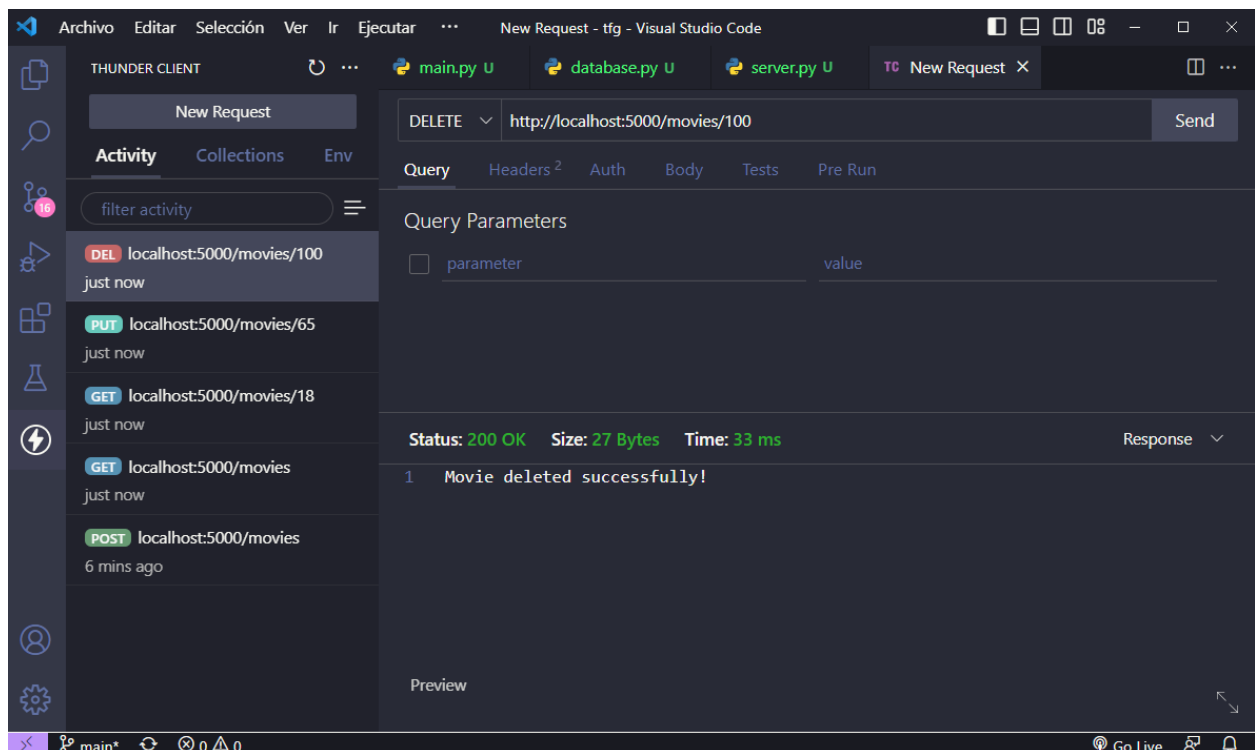 Archivo Editar Selección Ver Ir Ejecutar ··· New Request - tfg - Visual Studio Code
THUNDER CLIENT
New Request
Activity Collections Env
filter activity
DEL localhost:5000/movies/100
just now
PUT localhost:5000/movies/65
just now
GET localhost:5000/movies/18
just now
GET localhost:5000/movies
just now
POST localhost:5000/movies
6 mins ago
16
main.py U database.py U server.py U TC New Request
DELETE http://localhost:5000/movies/100 Send
Query Headers 2 Auth Body Tests Pre Run
Query Parameters
parameter value
Status: 200 OK Size: 27 Bytes Time: 33 ms Response
1 Movie deleted successfully!
Preview
main* 0 0 Go Live